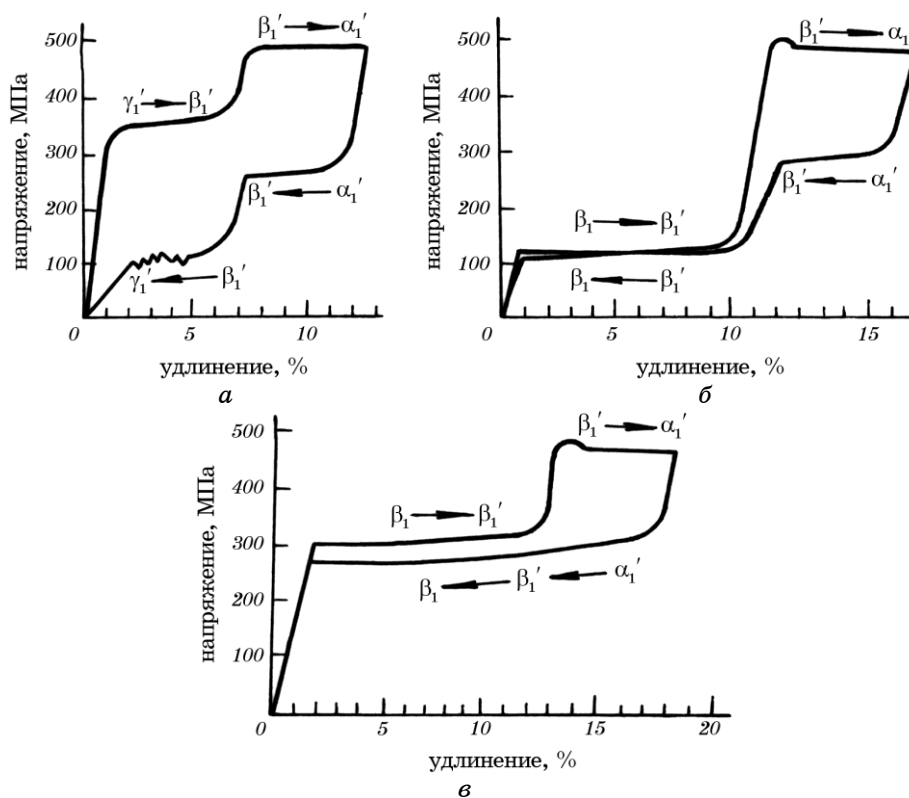 напряжение, МПа
500
400
300
200
100
0
5
10
удлинение, %
γ₁′ → β₁′
β₁′ → α₁′
β₁′ ← α₁′
γ₁′ ← β₁′
а
напряжение, МПа
500
400
300
200
100
0
5
10
15
удлинение, %
β₁′ → α₁′
β₁ → β₁′
β₁ ← β₁′
β₁′ ← α₁′
б
напряжение, МПа
500
400
300
200
100
0
5
10
15
20
удлинение, %
β₁′ → α₁′
β₁ → β₁′
β₁ ← β₁′ ← α₁′
в